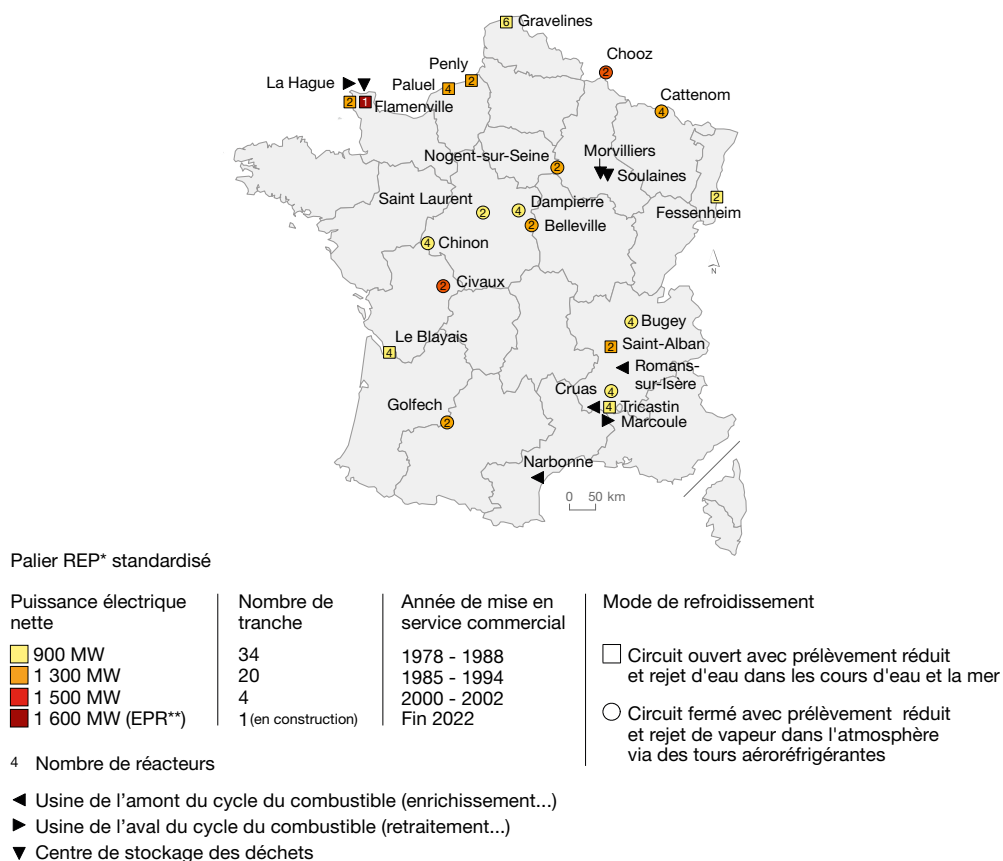 6 Gravelines
Chooz
2
Penly
2
La Hague
Paluel
4
Cattenom
4
2 1 Flamenville
Morvilliers
Nogent-sur-Seine
2
Soulaines
Saint Laurent
2
4
Dampierre
2
Fessenheim
2 Belleville
4 Chinon
N
2 Civaux
4 Bugey
Le Blayais
4
2 Saint-Alban
Romans-
sur-Isère
Cruas
4
Golfech
2
4 Tricastin
Marcoule
Narbonne
0 50 km
Palier REP* standardisé
Puissance électrique
nette
900 MW
1 300 MW
1 500 MW
1 600 MW (EPR**)
Nombre de
tranche
34
20
4
1 (en construction)
Année de mise en
service commercial
1978 - 1988
1985 - 1994
2000 - 2002
Fin 2022
Mode de refroidissement
Circuit ouvert avec prélèvement réduit
et rejet d'eau dans les cours d'eau et la mer
Circuit fermé avec prélèvement réduit
et rejet de vapeur dans l'atmosphère
via des tours aéroréfrigérantes
4 Nombre de réacteurs
Usine de l'amont du cycle du combustible (enrichissement...)
Usine de l'aval du cycle du combustible (retraitement...)
Centre de stockage des déchets